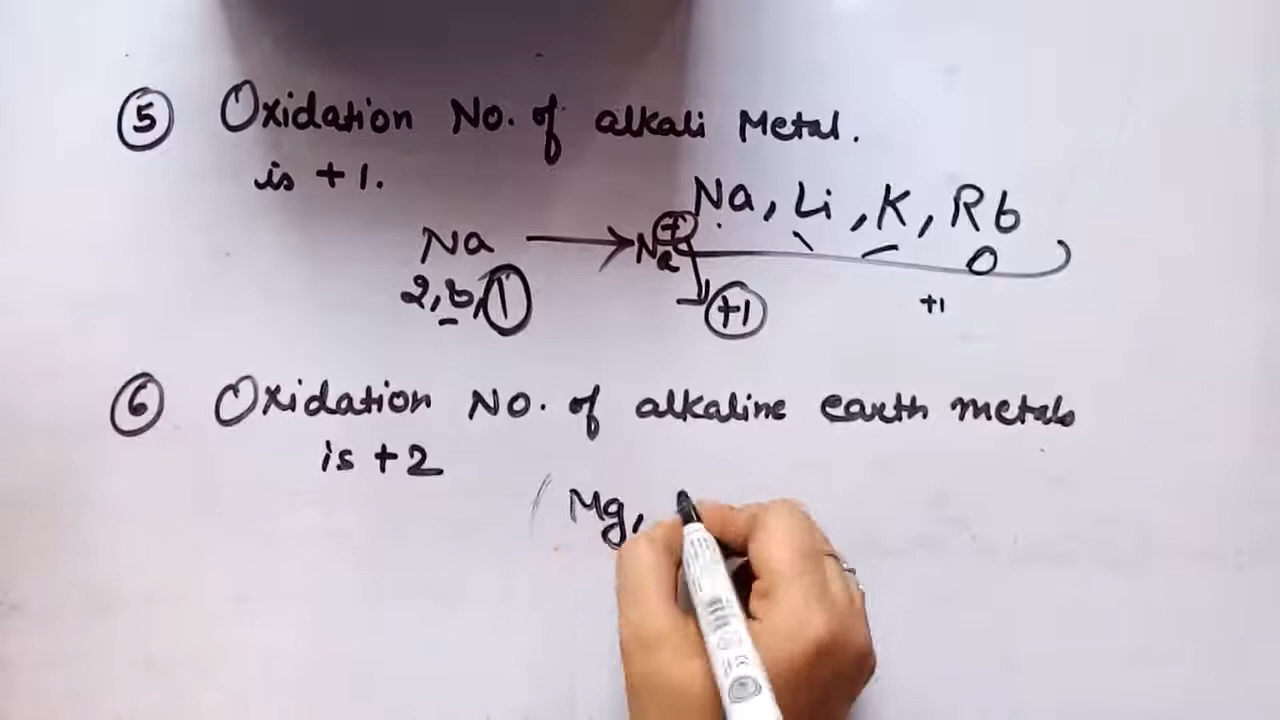 ⑤ Oxidation No. of alkali Metal.
is +1.
Na, Li, K, Rb
Na → Na⊕
2,8,1
+1
+1
⑥ Oxidation No. of alkaline earth metals
is +2
( Mg,